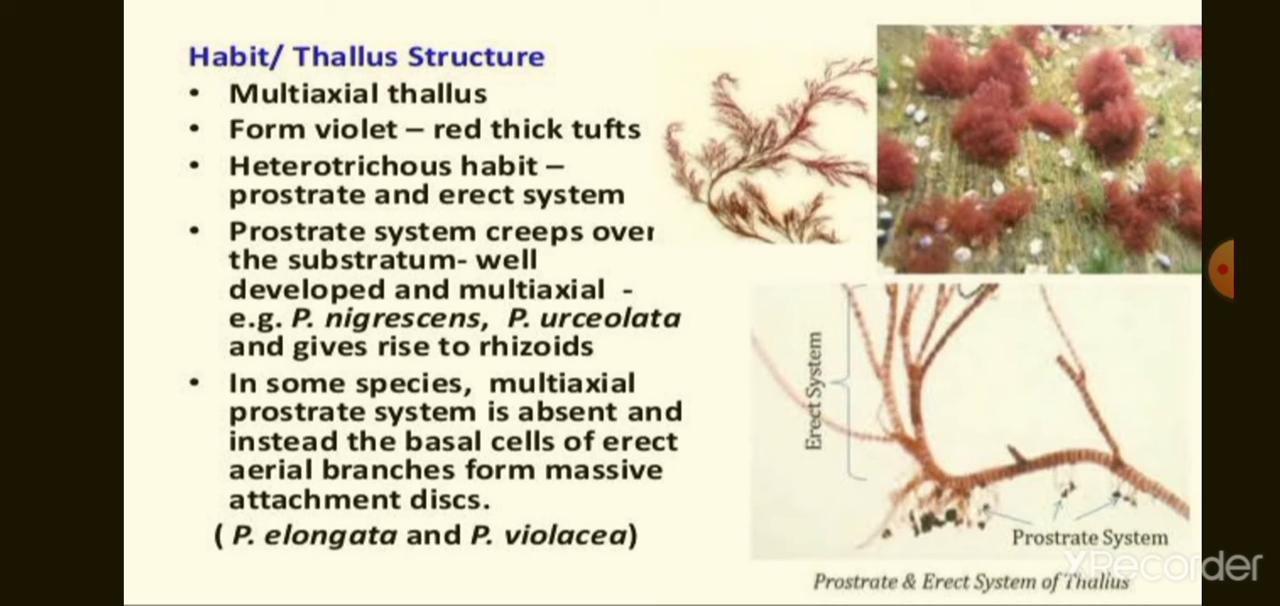 Habit/ Thallus Structure
• Multiaxial thallus
• Form violet – red thick tufts
• Heterotrichous habit –
prostrate and erect system
• Prostrate system creeps over
the substratum- well
developed and multiaxial -
e.g. P. nigrescens, P. urceolata
and gives rise to rhizoids
• In some species, multiaxial
prostrate system is absent and
instead the basal cells of erect
aerial branches form massive
attachment discs.
( P. elongata and P. violacea)
Erect System
Prostrate System
Prostrate & Erect System of Thallus
XRecorder